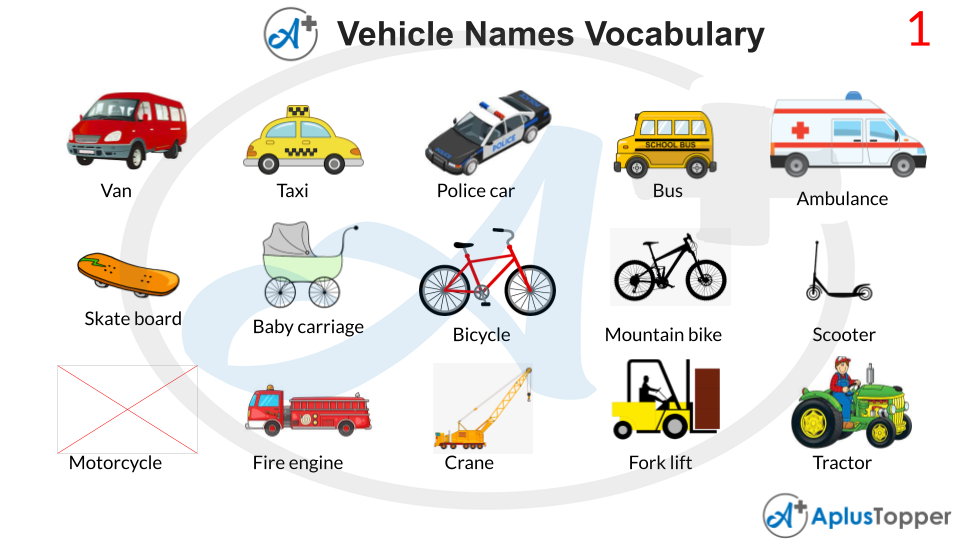 A+ Vehicle Names Vocabulary 1
Van Taxi Police car Bus Ambulance
POLICE
SCHOOL BUS
Skate board Baby carriage Bicycle Mountain bike Scooter
Motorcycle Fire engine Crane Fork lift Tractor
A+ AplusTopper